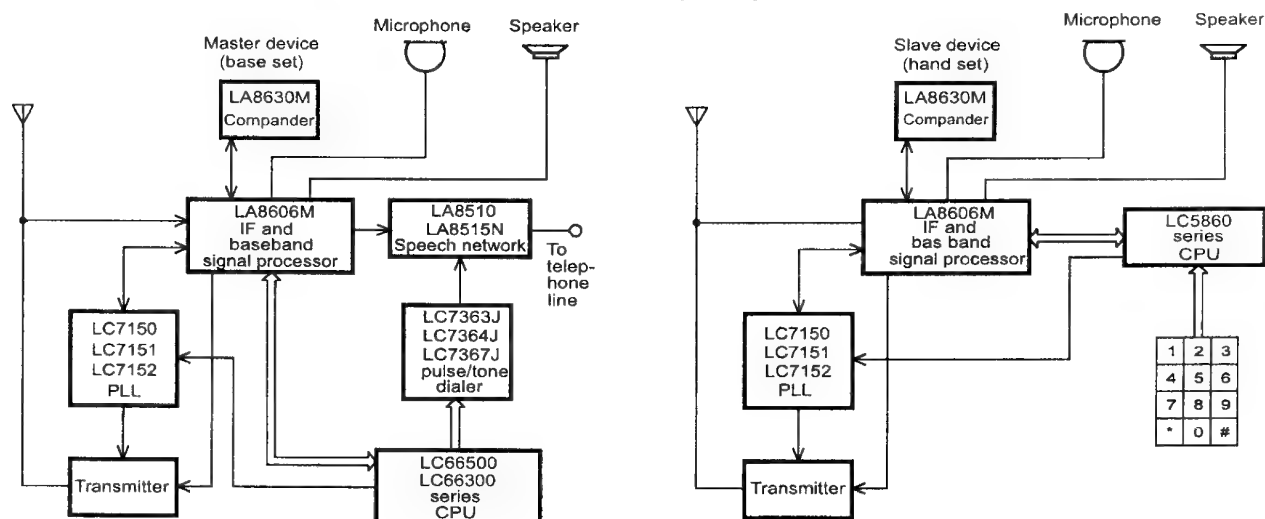 Master device
(base set)
Microphone
Speaker
LA8630M
Compander
LA8606M
IF and
baseband
signal processor
LA8510
LA8515N
Speech network
To
telep-
hone
line
LC7150
LC7151
LC7152
PLL
LC7363J
LC7364J
LC7367J
pulse/tone
dialer
Transmitter
LC66500
LC66300
series
CPU
Slave device
(hand set)
Microphone
Speaker
LA8630M
Compander
LA8606M
IF and
bas band
signal processor
LC5860
series
CPU
LC7150
LC7151
LC7152
PLL
1 2 3
4 5 6
7 8 9
* 0 #
Transmitter